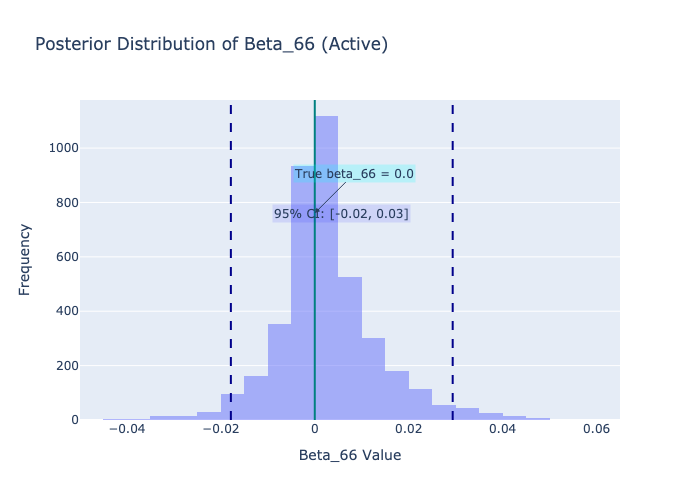 Posterior Distribution of Beta_66 (Active)
1000
800
600
400
200
0
Frequency
True beta_66 = 0.0
95% CI: [-0.02, 0.03]
−0.04
−0.02
0
0.02
0.04
0.06
Beta_66 Value